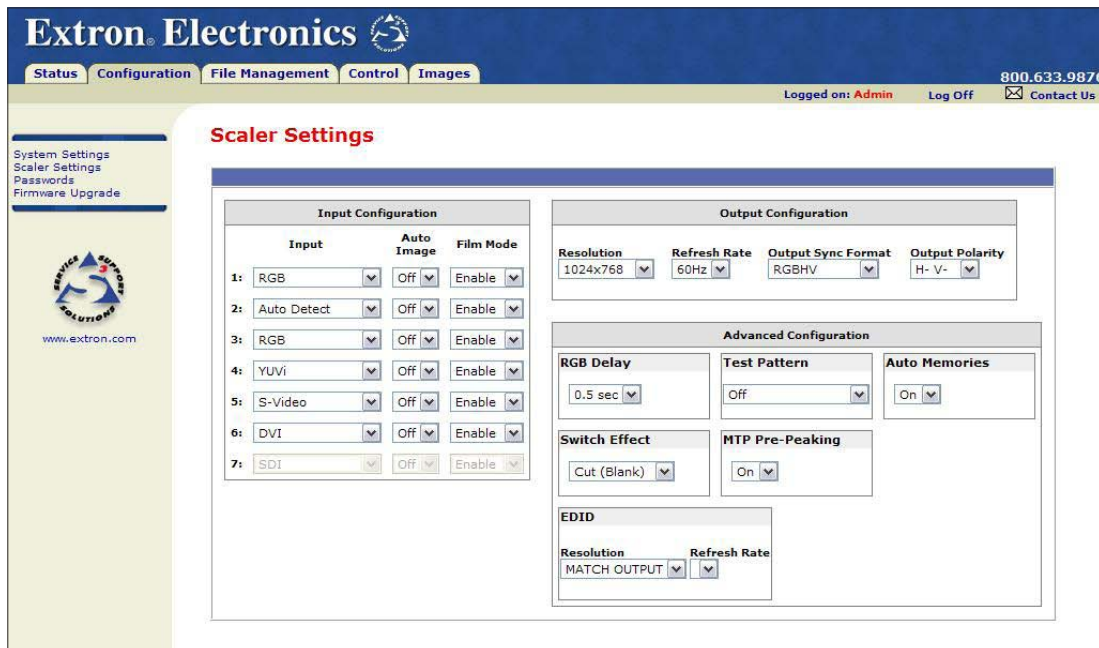 Extron® Electronics
Status Configuration File Management Control Images
800.633.9876
Logged on: Admin Log Off Contact Us
System Settings
Scaler Settings
Passwords
Firmware Upgrade
SERVICE SUPPORT SOLUTIONS
S3
www.extron.com
Scaler Settings
Input Configuration
Input Auto Image Film Mode
1: RGB Off Enable
2: Auto Detect Off Enable
3: RGB Off Enable
4: YUVi Off Enable
5: S-Video Off Enable
6: DVI Off Enable
7: SDI Off Enable
Output Configuration
Resolution Refresh Rate Output Sync Format Output Polarity
1024x768 60Hz RGBHV H- V-
Advanced Configuration
RGB Delay Test Pattern Auto Memories
0.5 sec Off On
Switch Effect MTP Pre-Peaking
Cut (Blank) On
EDID
Resolution Refresh Rate
MATCH OUTPUT